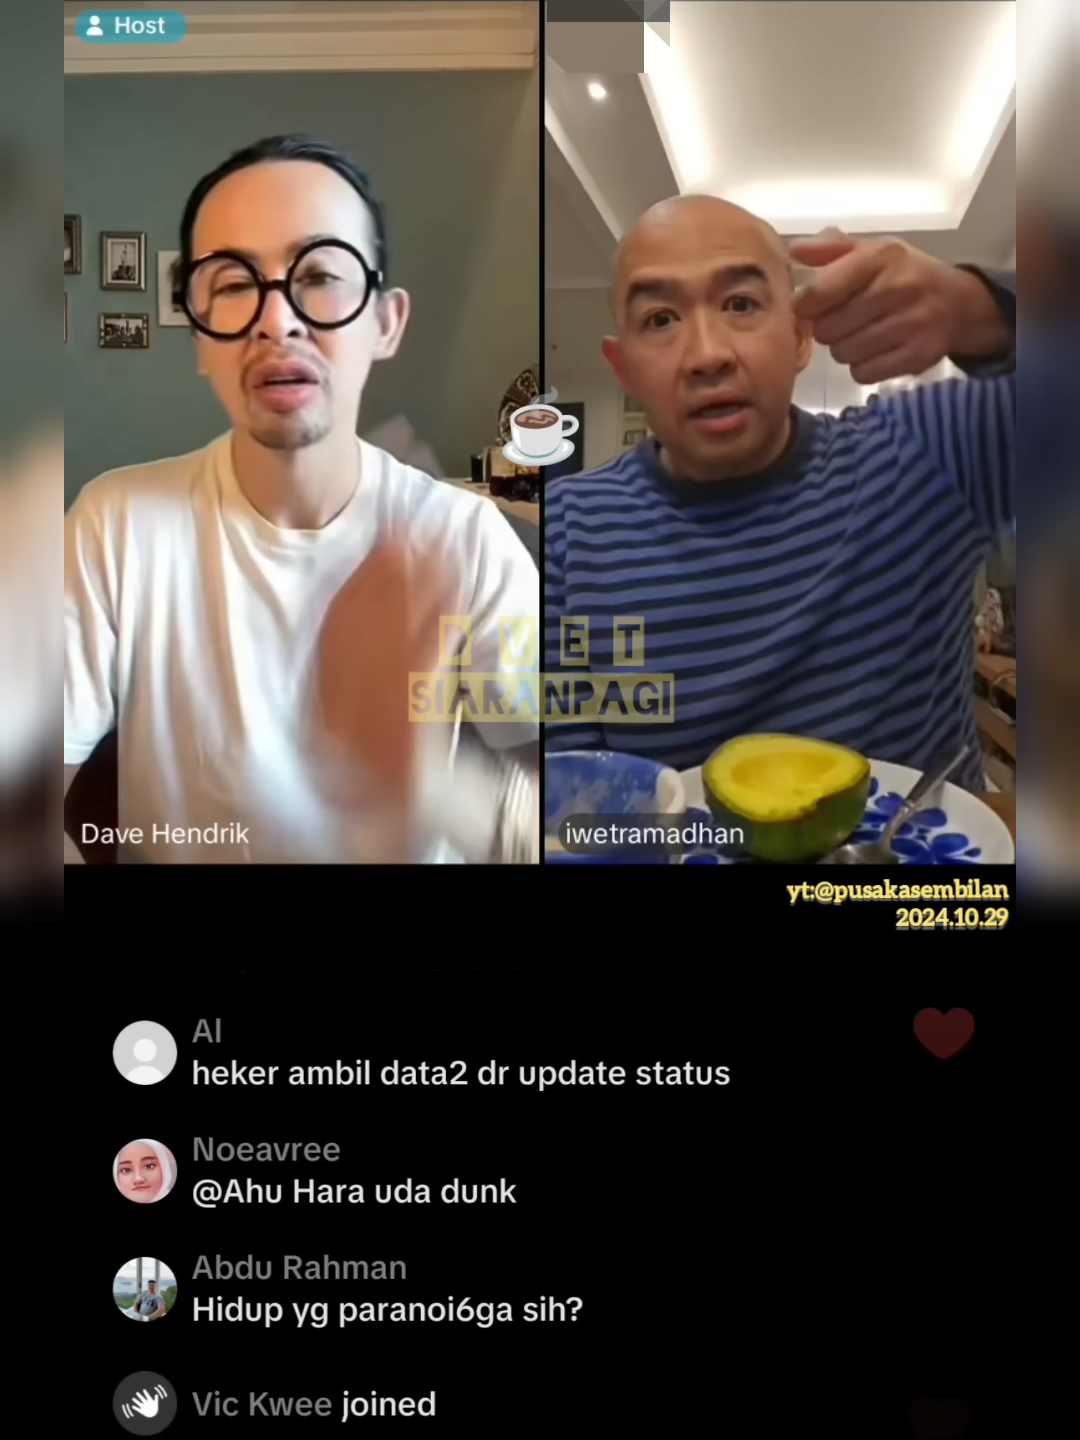 Host
D V E T
SIARANPAGI
Dave Hendrik
iwetramadhan
yt:@pusakasembilan
2024.10.29
Al
heker ambil data2 dr update status
Noeavree
@Ahu Hara uda dunk
Abdu Rahman
Hidup yg paranoi6ga sih?
Vic Kwee joined